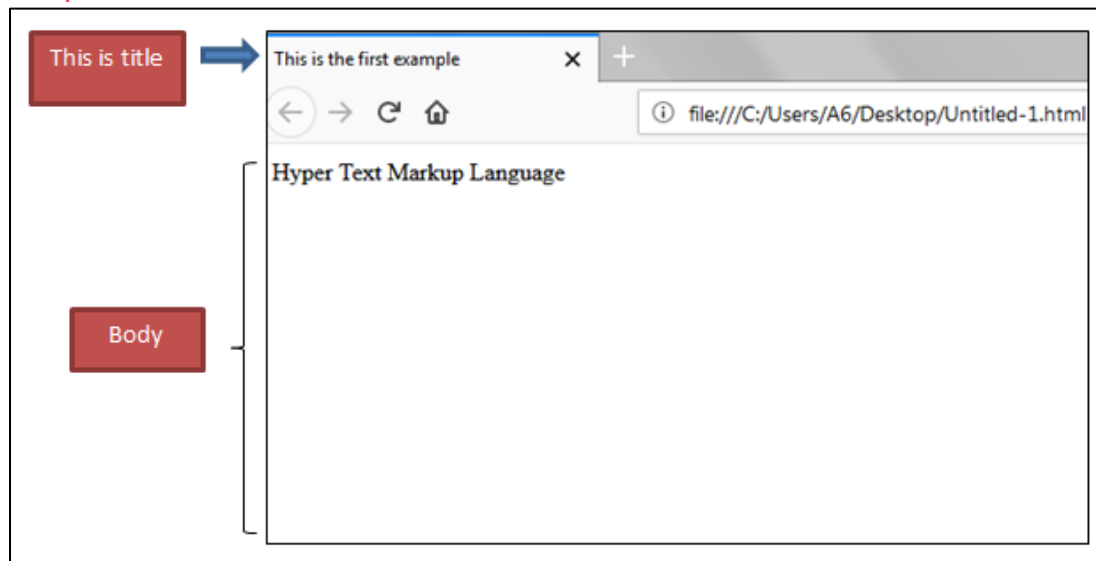 This is title
This is the first example
file:///C:/Users/A6/Desktop/Untitled-1.html
Hyper Text Markup Language
Body